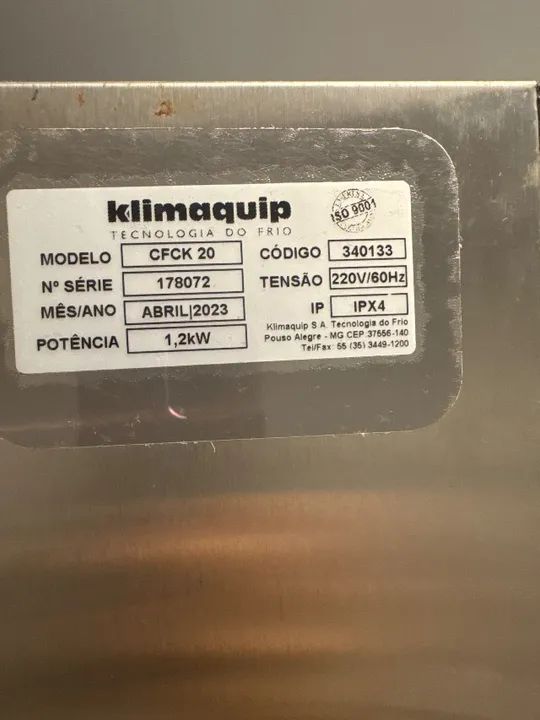 klimaquip
TECNOLOGIA DO FRIO
ISO 9001
MODELO CFCK 20 CÓDIGO 340133
Nº SÉRIE 178072 TENSÃO 220V/60Hz
MÊS/ANO ABRIL|2023 IP IPX4
POTÊNCIA 1,2kW
Klimaquip S.A. Tecnologia do Frio
Pouso Alegre - MG CEP 37556-140
Tel/Fax: 55 (35) 3449-1200